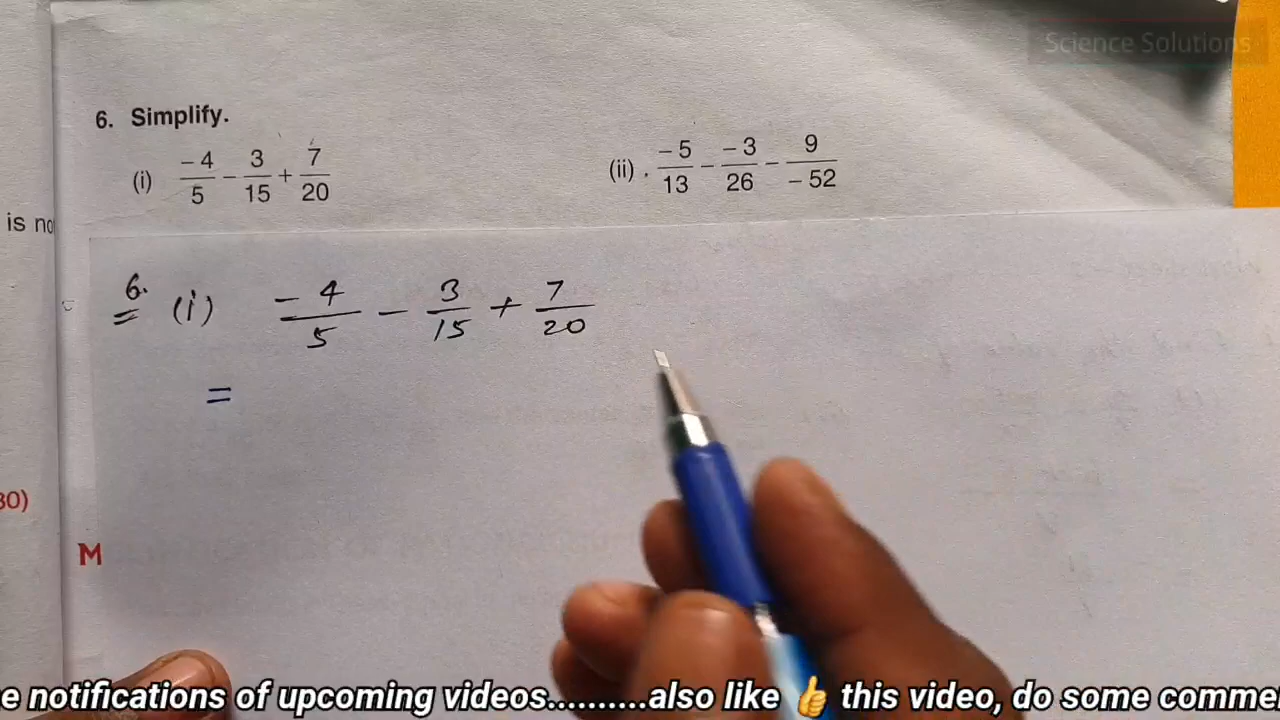 Science Solutions
6. Simplify.
(i) -4/5 - 3/15 + 7/20
(ii) . -5/13 - -3/26 - 9/-52
is no
6. (i) -4/5 - 3/15 + 7/20
=
30)
M
e notifications of upcoming videos..........also like 👍 this video, do some comme